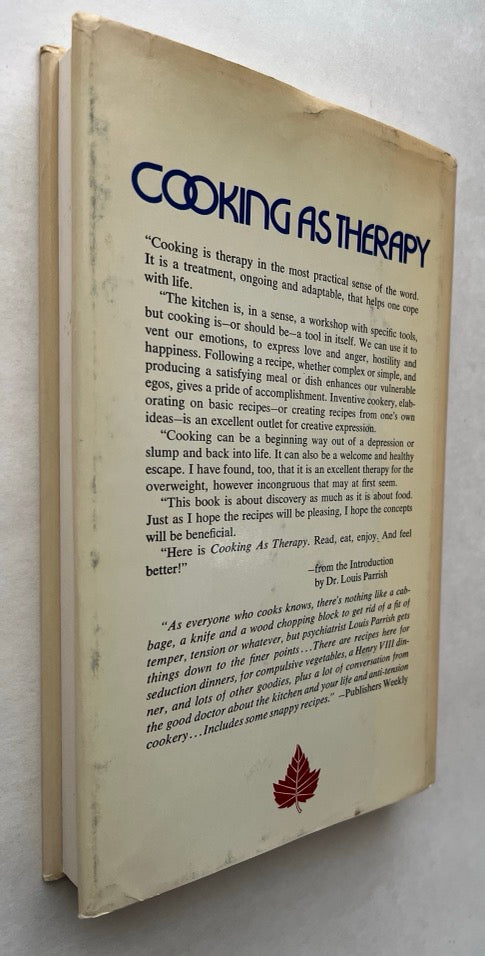 COOKING AS THERAPY
“Cooking is therapy in the most practical sense of the word.
It is a treatment, ongoing and adaptable, that helps one cope
with life.
“The kitchen is, in a sense, a workshop with specific tools,
but cooking is—or should be—a tool in itself. We can use it to
vent our emotions, to express love and anger, hostility and
happiness. Following a recipe, whether complex or simple, and
producing a satisfying meal or dish enhances our vulnerable
egos, gives a pride of accomplishment. Inventive cookery, elab-
orating on basic recipes—or creating recipes from one's own
ideas—is an excellent outlet for creative expression.
“Cooking can be a beginning way out of a depression or
slump and back into life. It can also be a welcome and healthy
escape. I have found, too, that it is an excellent therapy for the
overweight, however incongruous that may at first seem.
“This book is about discovery as much as it is about food.
Just as I hope the recipes will be pleasing, I hope the concepts
will be beneficial.
“Here is Cooking As Therapy. Read, eat, enjoy. And feel
better!”
—from the Introduction
by Dr. Louis Parrish
“As everyone who cooks knows, there's nothing like a cab-
bage, a knife and a wood chopping block to get rid of a fit of
temper, tension or whatever, but psychiatrist Louis Parrish gets
things down to the finer points...There are recipes here for
seduction dinners, for compulsive vegetables, a Henry VIII din-
ner, and lots of other goodies, plus a lot of conversation from
the good doctor about the kitchen and your life and anti-tension
cookery...Includes some snappy recipes.” —Publishers Weekly